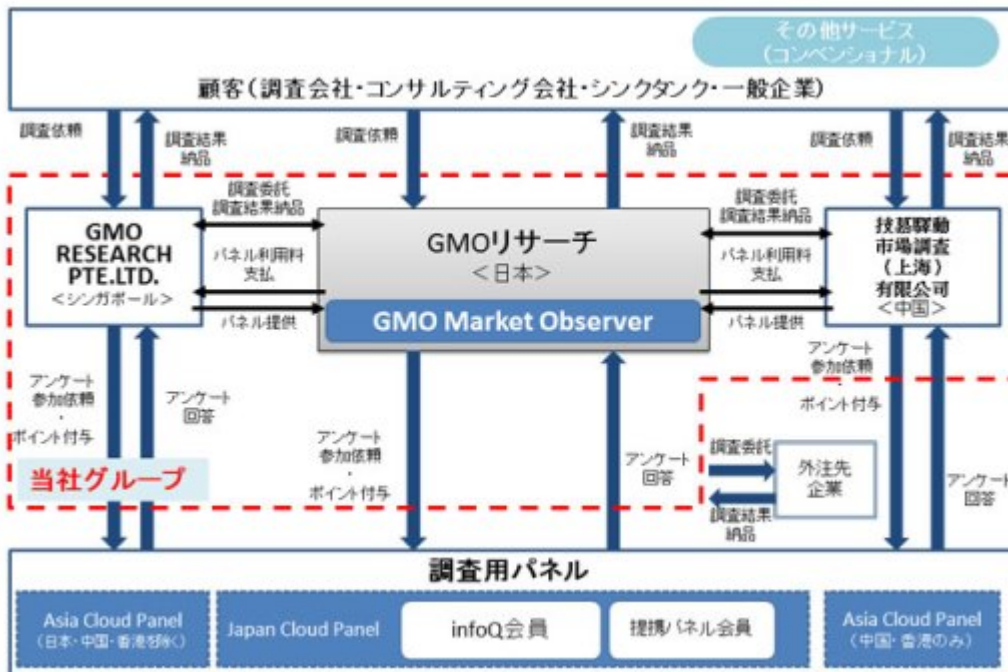 その他サービス
(コンベンショナル)
顧客(調査会社・コンサルティング会社・シンクタンク・一般企業)
調査依頼
調査結果
納品
調査依頼
調査結果
納品
調査依頼
調査結果
納品
GMO
RESEARCH
PTE.LTD.
<シンガポール>
調査委託
調査結果納品
パネル利用料
支払
パネル提供
GMOリサーチ
<日本>
GMO Market Observer
調査委託
調査結果納品
パネル利用料
支払
パネル提供
技慕驛動
市場調査
(上海)
有限公司
<中国>
アンケート
参加依頼
・
ポイント付与
アンケート
回答
アンケート
参加依頼
・
ポイント付与
アンケート
回答
アンケート
参加依頼
・
ポイント付与
アンケート
回答
当社グループ
調査委託
外注先
企業
調査結果
納品
調査用パネル
Asia Cloud Panel
(日本・中国・香港を除く)
Japan Cloud Panel
infoQ会員
提携パネル会員
Asia Cloud Panel
(中国・香港のみ)